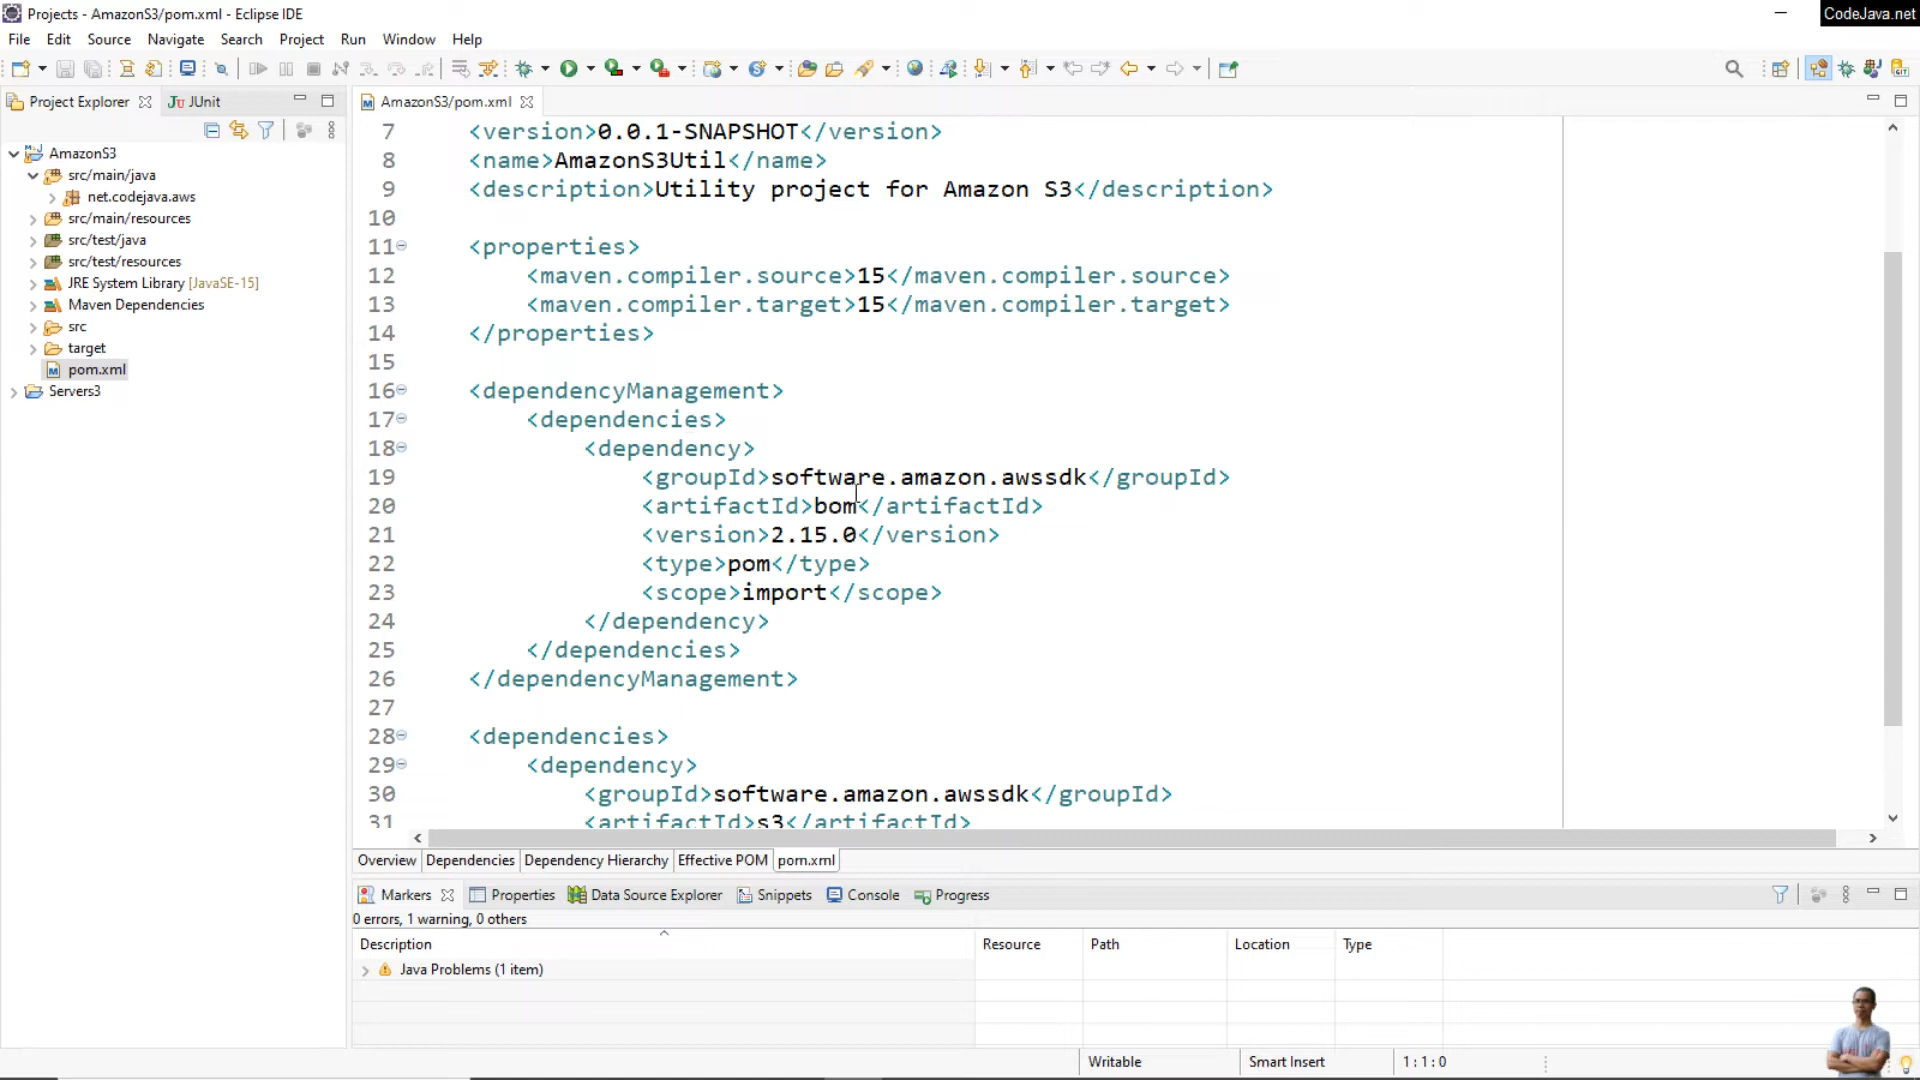 Projects - AmazonS3/pom.xml - Eclipse IDE
CodeJava.net
File Edit Source Navigate Search Project Run Window Help
Project Explorer JUnit
AmazonS3/pom.xml
AmazonS3
src/main/java
net.codejava.aws
src/main/resources
src/test/java
src/test/resources
JRE System Library [JavaSE-15]
Maven Dependencies
src
target
pom.xml
Servers3
7 <version>0.0.1-SNAPSHOT</version>
8 <name>AmazonS3Util</name>
9 <description>Utility project for Amazon S3</description>
10
11 <properties>
12 <maven.compiler.source>15</maven.compiler.source>
13 <maven.compiler.target>15</maven.compiler.target>
14 </properties>
15
16 <dependencyManagement>
17 <dependencies>
18 <dependency>
19 <groupId>software.amazon.awssdk</groupId>
20 <artifactId>bom</artifactId>
21 <version>2.15.0</version>
22 <type>pom</type>
23 <scope>import</scope>
24 </dependency>
25 </dependencies>
26 </dependencyManagement>
27
28 <dependencies>
29 <dependency>
30 <groupId>software.amazon.awssdk</groupId>
31 <artifactId>s3</artifactId>
Overview Dependencies Dependency Hierarchy Effective POM pom.xml
Markers Properties Data Source Explorer Snippets Console Progress
0 errors, 1 warning, 0 others
Description Resource Path Location Type
Java Problems (1 item)
Writable Smart Insert 1 : 1 : 0